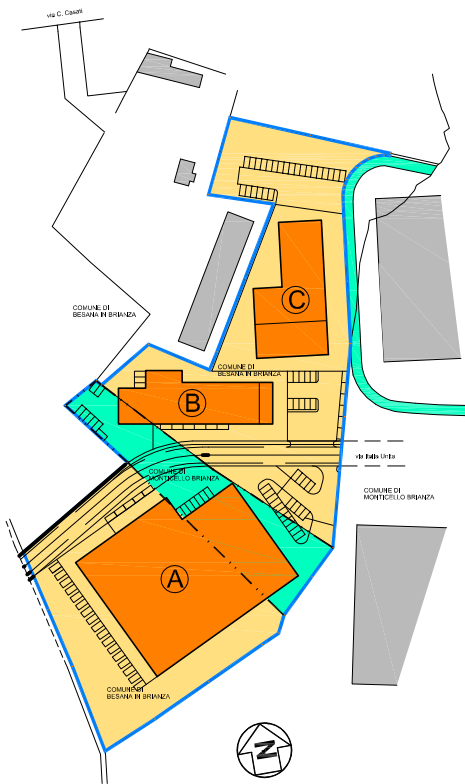 via C. Casati
COMUNE DI
BESANA IN BRIANZA
C
COMUNE DI
BESANA IN BRIANZA
B
via Italia Unita
COMUNE DI
MONTICELLO BRIANZA
COMUNE DI
MONTICELLO BRIANZA
A
COMUNE DI
BESANA IN BRIANZA
N